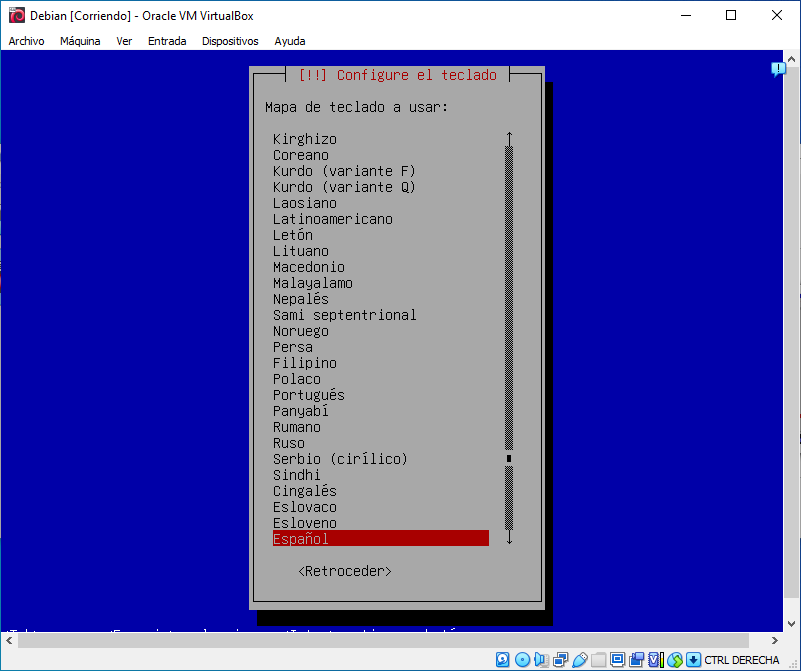 Debian [Corriendo] - Oracle VM VirtualBox
Archivo Máquina Ver Entrada Dispositivos Ayuda
[!!] Configure el teclado
Mapa de teclado a usar:
Kirghizo
Coreano
Kurdo (variante F)
Kurdo (variante Q)
Laosiano
Latinoamericano
Letón
Lituano
Macedonio
Malayalamo
Nepalés
Sami septentrional
Noruego
Persa
Filipino
Polaco
Portugués
Panyabí
Rumano
Ruso
Serbio (cirílico)
Sindhi
Cingalés
Eslovaco
Esloveno
Español
<Retroceder>
CTRL DERECHA